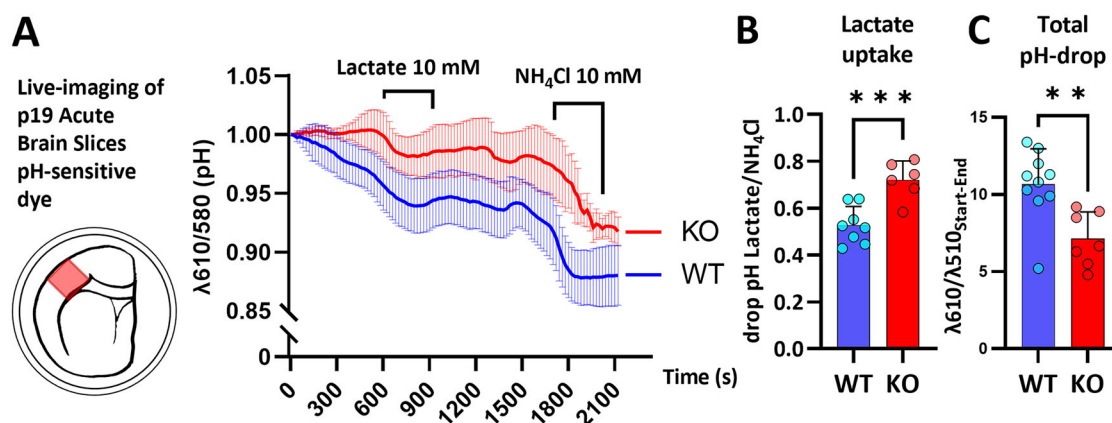 A
Live-imaging of
p19 Acute
Brain Slices
pH-sensitive
dye
λ610/580 (pH)
1.05
1.00
0.95
0.90
0.85
0
Lactate 10 mM
NH₄Cl 10 mM
KO
WT
0
300
600
900
1200
1500
1800
2100
Time (s)
B
Lactate
uptake
***
drop pH Lactate/NH₄Cl
1.0
0.8
0.6
0.4
0.2
0.0
WT KO
C
Total
pH-drop
**
λ610/λ510Start-End
15
10
5
0
WT KO